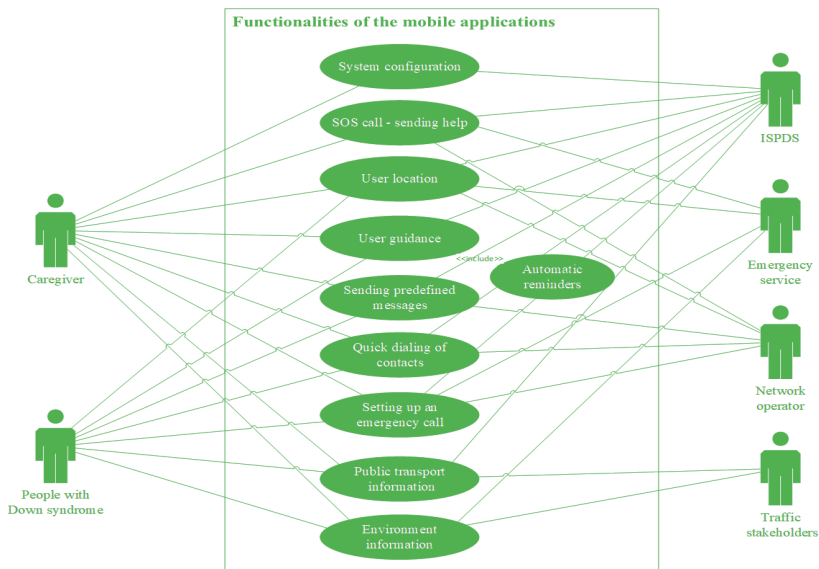 Functionalities of the mobile applications
System configuration
SOS call - sending help
User location
User guidance
<<include>>
Sending predefined
messages
Automatic
reminders
Quick dialing of
contacts
Setting up an
emergency call
Public transport
information
Environment
information
Caregiver
People with
Down syndrome
ISPDS
Emergency
service
Network
operator
Traffic
stakeholders